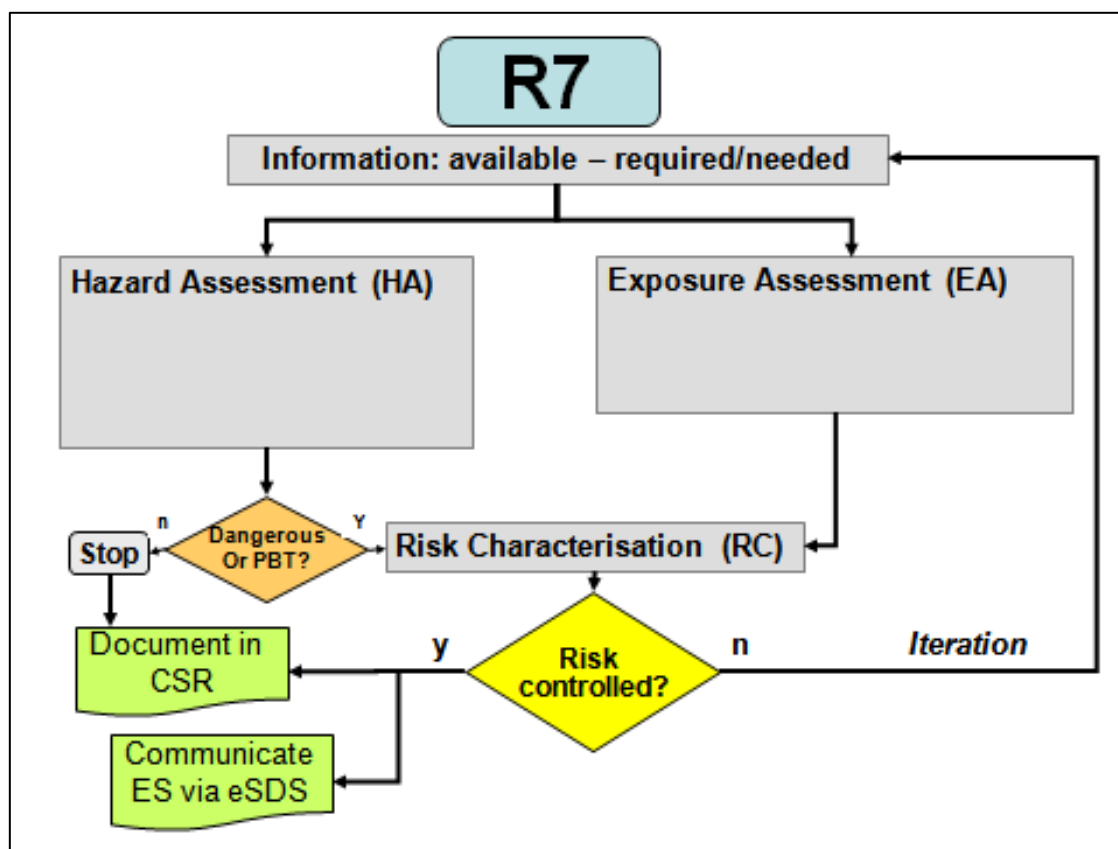 R7
Information: available – required/needed
Hazard Assessment (HA)
Exposure Assessment (EA)
n
Y
Dangerous
Or PBT?
Stop
Risk Characterisation (RC)
Document in
CSR
y
n
Iteration
Risk
controlled?
Communicate
ES via eSDS